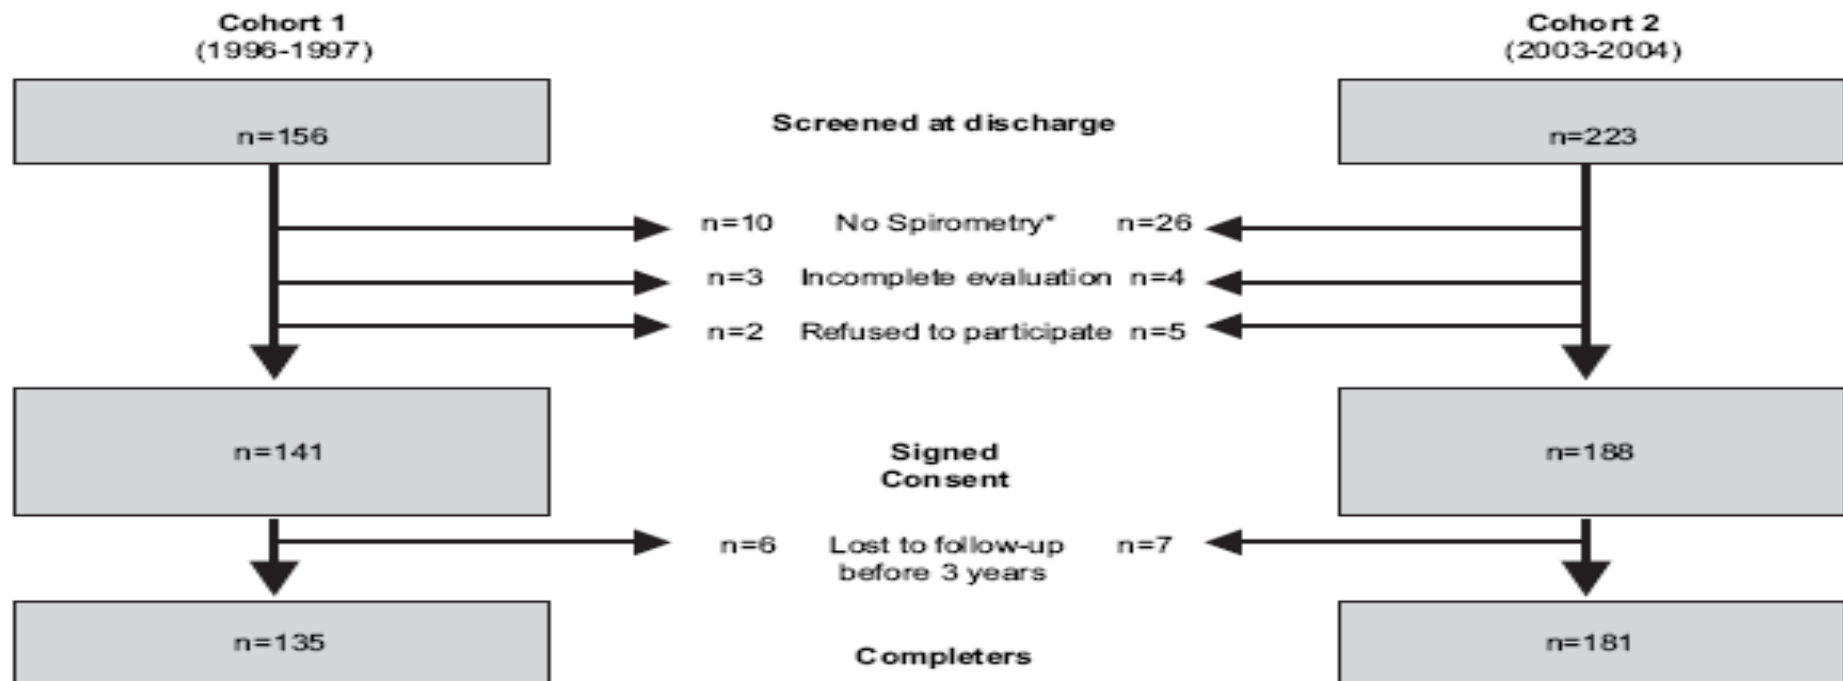 Cohort 1
(1996-1997)
Cohort 2
(2003-2004)
n=156
Screened at discharge
n=223
n=10 No Spirometry* n=26
n=3 Incomplete evaluation n=4
n=2 Refused to participate n=5
n=141
Signed
Consent
n=188
n=6 Lost to follow-up n=7
before 3 years
n=135
Completers
n=181